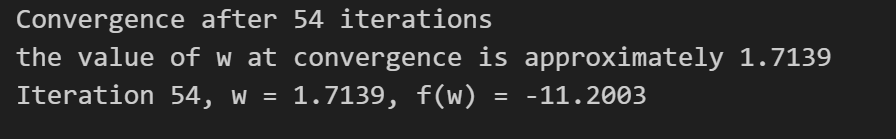 Convergence after 54 iterations
the value of w at convergence is approximately 1.7139
Iteration 54, w = 1.7139, f(w) = -11.2003